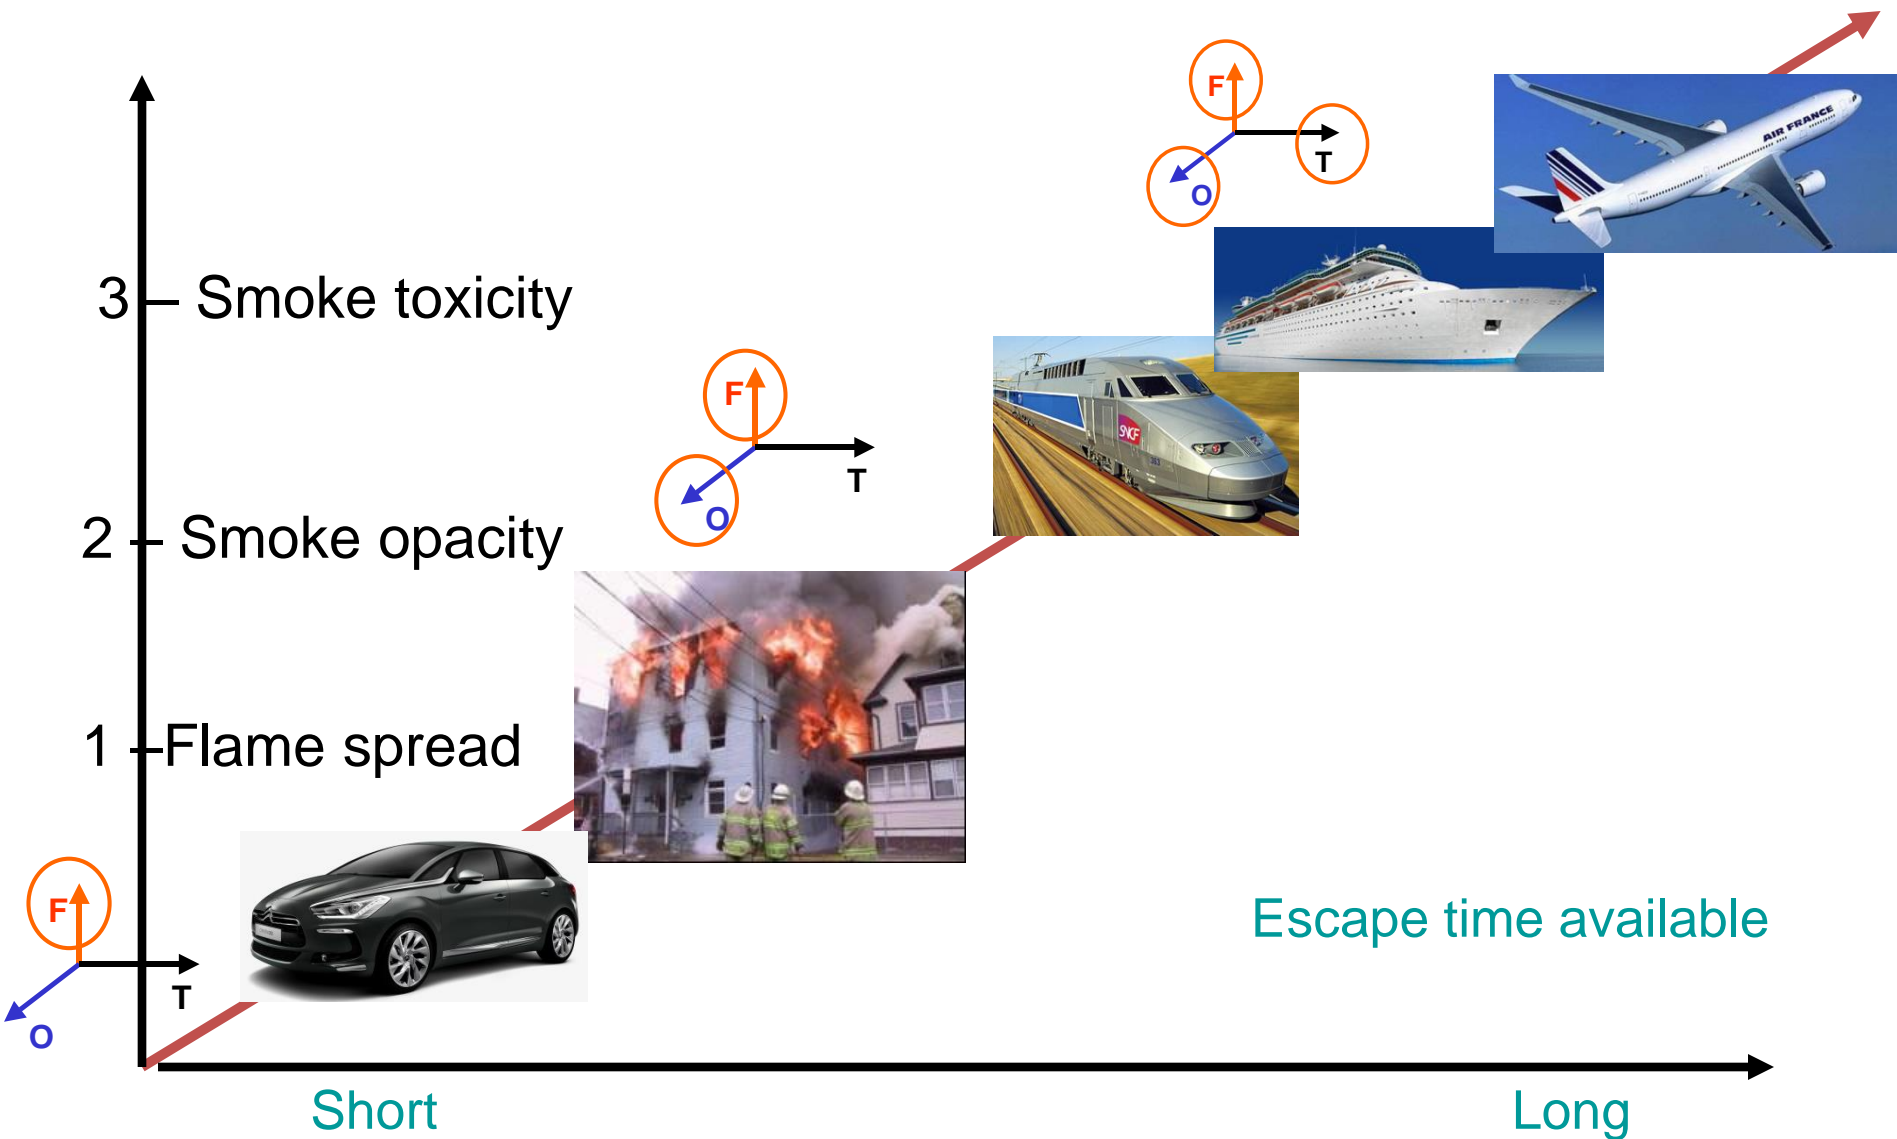 F
T
O
AIR FRANCE
3 Smoke toxicity
F
T
O
SNCF
2 Smoke opacity
1 Flame spread
F
T
O
Escape time available
Short
Long